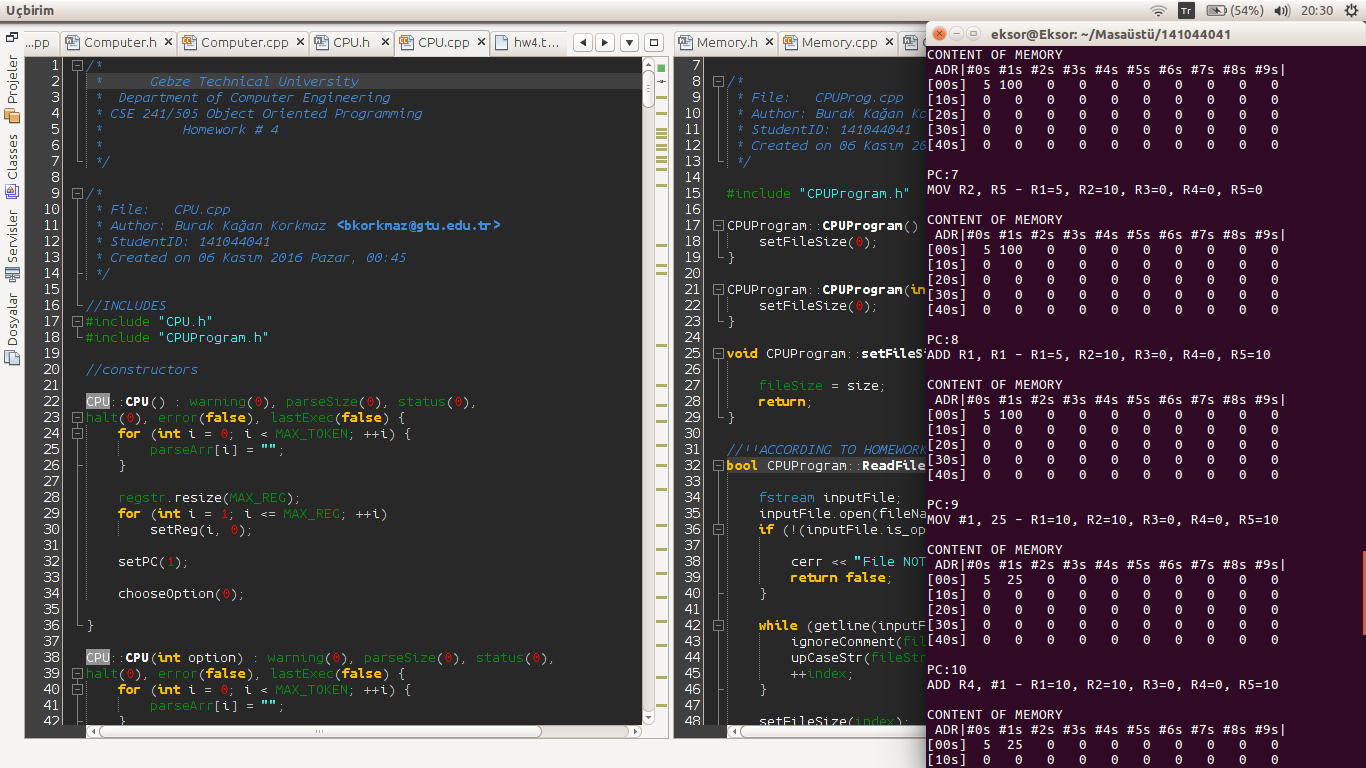 Uçbirim
Tr (54%) 20:30
...pp Computer.h Computer.cpp CPU.h CPU.cpp hw4.t...
Projeler
Classes
Servisler
Dosyalar
1 /*
2 * Gebze Technical University
3 * Department of Computer Engineering
4 * CSE 241/505 Object Oriented Programming
5 * Homework # 4
6 *
7 */
8
9 /*
10 * File: CPU.cpp
11 * Author: Burak Kağan Korkmaz <bkorkmaz@gtu.edu.tr>
12 * StudentID: 141044041
13 * Created on 06 Kasım 2016 Pazar, 00:45
14 */
15
16 //INCLUDES
17 #include "CPU.h"
18 #include "CPUProgram.h"
19
20 //constructors
21
22 CPU::CPU() : warning(0), parseSize(0), status(0),
23 halt(0), error(false), lastExec(false) {
24 for (int i = 0; i < MAX_TOKEN; ++i) {
25 parseArr[i] = "";
26 }
27
28 regstr.resize(MAX_REG);
29 for (int i = 1; i <= MAX_REG; ++i)
30 setReg(i, 0);
31
32 setPC(1);
33
34 chooseOption(0);
35
36 }
37
38 CPU::CPU(int option) : warning(0), parseSize(0), status(0),
39 halt(0), error(false), lastExec(false) {
40 for (int i = 0; i < MAX_TOKEN; ++i) {
41 parseArr[i] = "";
42 }
Memory.h Memory.cpp
7
8 /*
9 * File: CPUProg.cpp
10 * Author: Burak Kağan Ko
11 * StudentID: 141044041
12 * Created on 06 Kasım 20
13 */
14
15 #include "CPUProgram.h"
16
17 CPUProgram::CPUProgram()
18 setFileSize(0);
19 }
20
21 CPUProgram::CPUProgram(in
22 setFileSize(0);
23 }
24
25 void CPUProgram::setFileSi
26
27 fileSize = size;
28 return;
29 }
30
31 //!!ACCORDING TO HOMEWORK
32 bool CPUProgram::ReadFile
33
34 fstream inputFile;
35 inputFile.open(fileNa
36 if (!(inputFile.is_op
37
38 cerr << "File NOT
39 return false;
40 }
41
42 while (getline(inputF
43 ignoreComment(fil
44 upCaseStr(fileStr
45 ++index;
46 }
47
48 setFileSize(index);
eksor@Eksor: ~/Masaüstü/141044041
CONTENT OF MEMORY
ADR|#0s #1s #2s #3s #4s #5s #6s #7s #8s #9s|
[00s] 5 100 0 0 0 0 0 0 0 0
[10s] 0 0 0 0 0 0 0 0 0 0
[20s] 0 0 0 0 0 0 0 0 0 0
[30s] 0 0 0 0 0 0 0 0 0 0
[40s] 0 0 0 0 0 0 0 0 0 0
PC:7
MOV R2, R5 - R1=5, R2=10, R3=0, R4=0, R5=0
CONTENT OF MEMORY
ADR|#0s #1s #2s #3s #4s #5s #6s #7s #8s #9s|
[00s] 5 100 0 0 0 0 0 0 0 0
[10s] 0 0 0 0 0 0 0 0 0 0
[20s] 0 0 0 0 0 0 0 0 0 0
[30s] 0 0 0 0 0 0 0 0 0 0
[40s] 0 0 0 0 0 0 0 0 0 0
PC:8
ADD R1, R1 - R1=5, R2=10, R3=0, R4=0, R5=10
CONTENT OF MEMORY
ADR|#0s #1s #2s #3s #4s #5s #6s #7s #8s #9s|
[00s] 5 100 0 0 0 0 0 0 0 0
[10s] 0 0 0 0 0 0 0 0 0 0
[20s] 0 0 0 0 0 0 0 0 0 0
[30s] 0 0 0 0 0 0 0 0 0 0
[40s] 0 0 0 0 0 0 0 0 0 0
PC:9
MOV #1, 25 - R1=10, R2=10, R3=0, R4=0, R5=10
CONTENT OF MEMORY
ADR|#0s #1s #2s #3s #4s #5s #6s #7s #8s #9s|
[00s] 5 25 0 0 0 0 0 0 0 0
[10s] 0 0 0 0 0 0 0 0 0 0
[20s] 0 0 0 0 0 0 0 0 0 0
[30s] 0 0 0 0 0 0 0 0 0 0
[40s] 0 0 0 0 0 0 0 0 0 0
PC:10
ADD R4, #1 - R1=10, R2=10, R3=0, R4=0, R5=10
CONTENT OF MEMORY
ADR|#0s #1s #2s #3s #4s #5s #6s #7s #8s #9s|
[00s] 5 25 0 0 0 0 0 0 0 0
[10s] 0 0 0 0 0 0 0 0 0 0